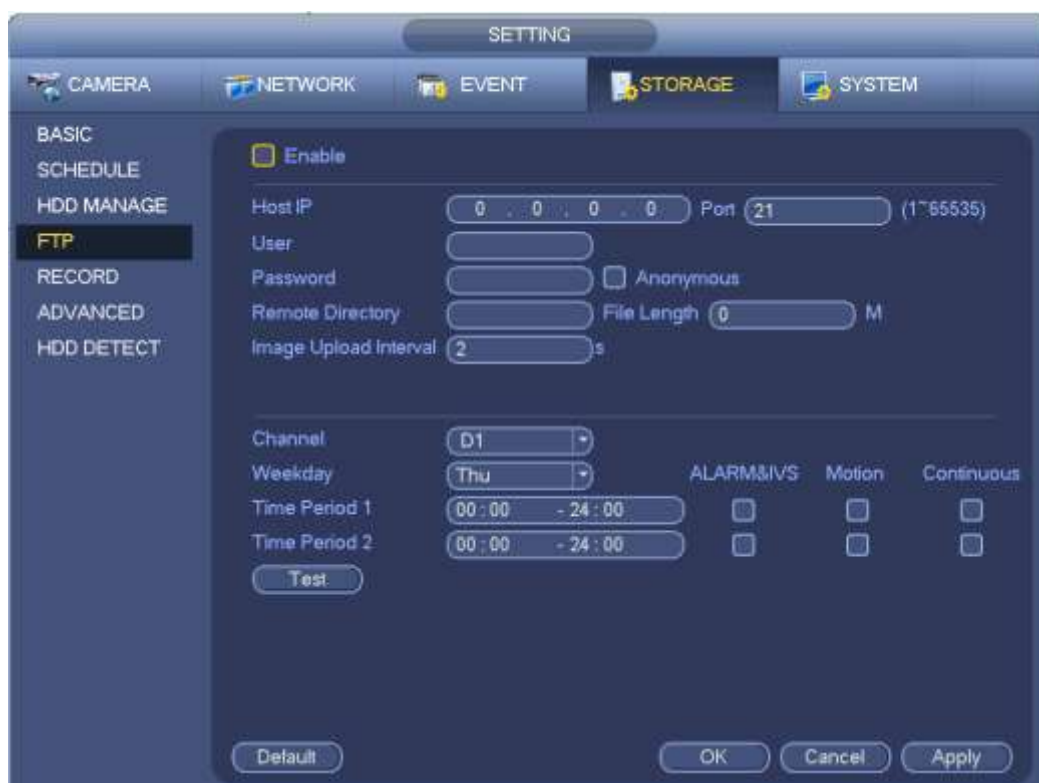 SETTING
CAMERA NETWORK EVENT STORAGE SYSTEM
BASIC
SCHEDULE
HDD MANAGE
FTP
RECORD
ADVANCED
HDD DETECT
Enable
Host IP 0 . 0 . 0 . 0 Port 21 (1~65535)
User
Password Anonymous
Remote Directory File Length 0 M
Image Upload Interval 2 s
Channel D1
Weekday Thu ALARM&IVS Motion Continuous
Time Period 1 00 : 00 - 24 : 00
Time Period 2 00 : 00 - 24 : 00
Test
Default OK Cancel Apply